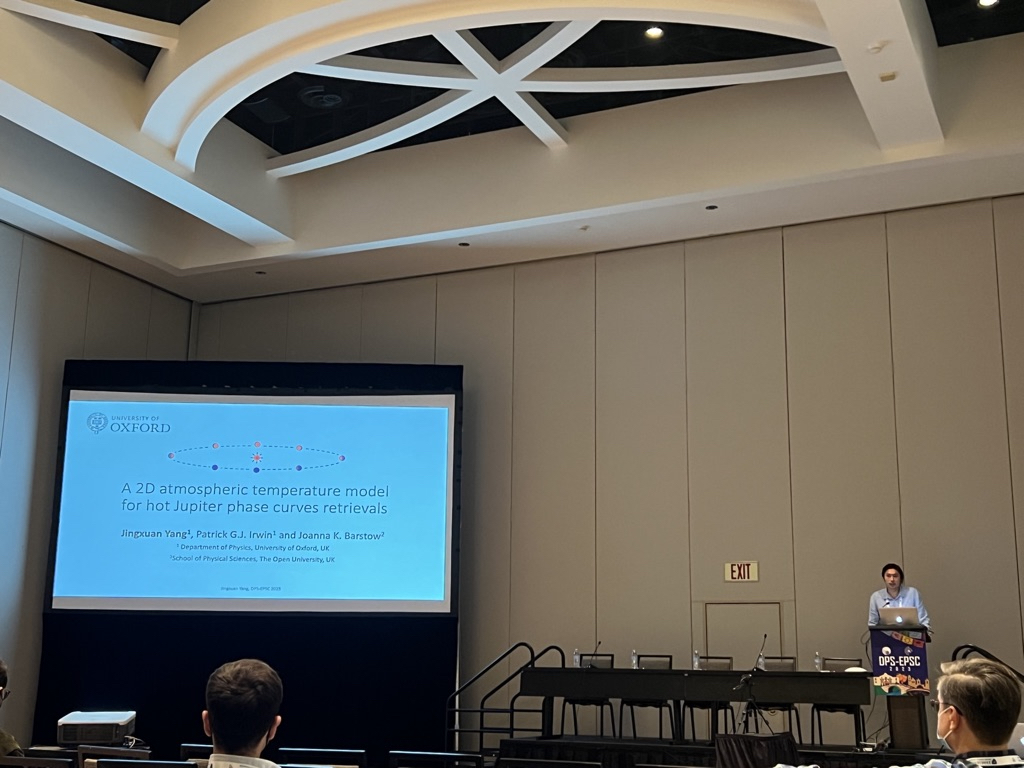 UNIVERSITY OF
OXFORD
A 2D atmospheric temperature model
for hot Jupiter phase curves retrievals
Jingxuan Yang¹, Patrick G.J. Irwin¹ and Joanna K. Barstow²
¹ Department of Physics, University of Oxford, UK
²School of Physical Sciences, The Open University, UK
Jingxuan Yang, DPS-EPSC 2023
EXIT
DPS-EPSC
2023